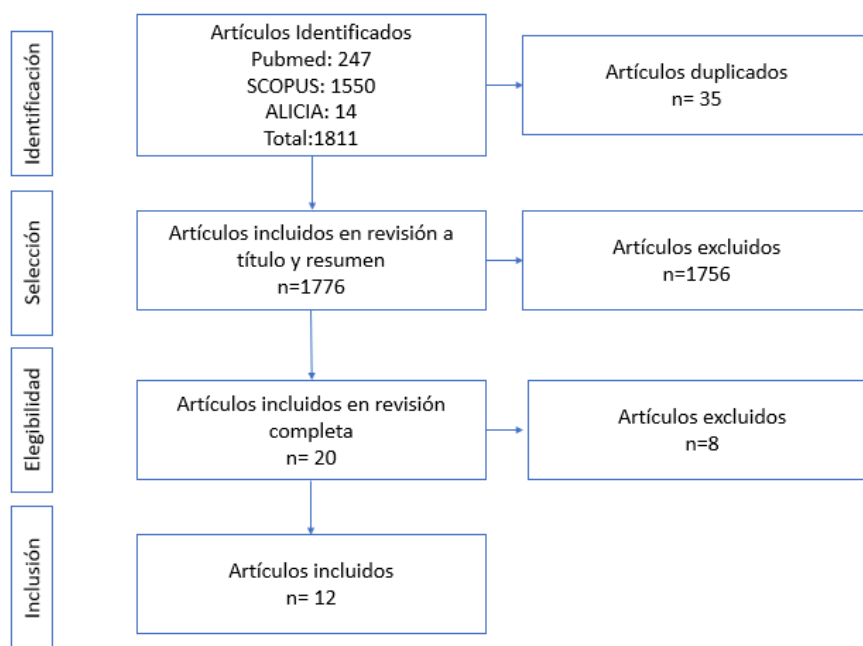 Identificación
Artículos Identificados
Pubmed: 247
SCOPUS: 1550
ALICIA: 14
Total:1811
Artículos duplicados
n= 35
Selección
Artículos incluidos en revisión a
título y resumen
n=1776
Artículos excluidos
n=1756
Elegibilidad
Artículos incluidos en revisión
completa
n= 20
Artículos excluidos
n=8
Inclusión
Artículos incluidos
n= 12